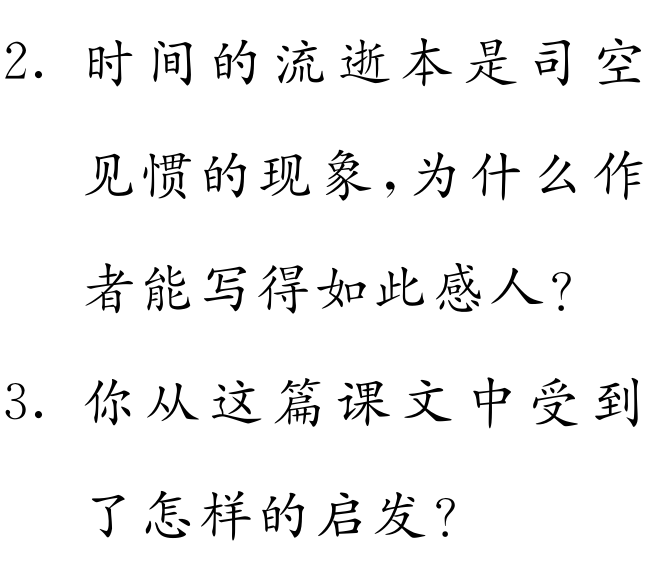 2. 时间的流逝本是司空
见惯的现象,为什么作
者能写得如此感人?
3. 你从这篇课文中受到
了怎样的启发?